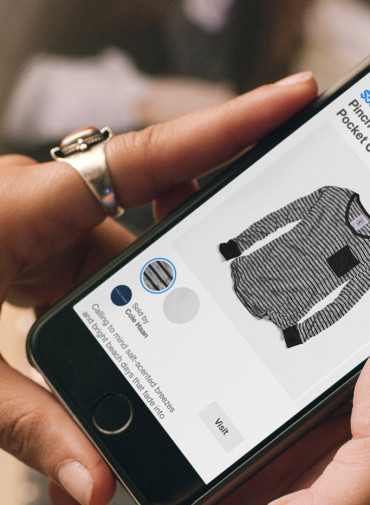 Pinch
Pocket
Sold by
Cole Haan
Calling to mind salt-scented breezes
and bright beach days that fade into
Visit